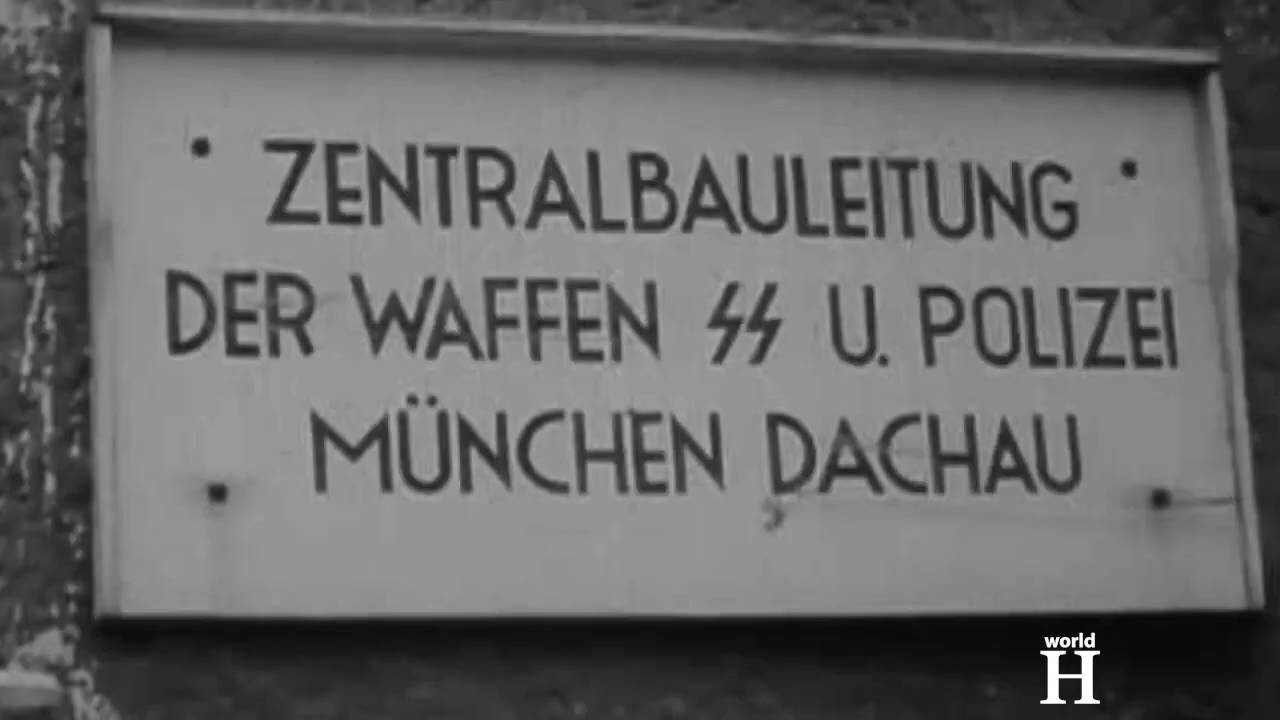 ZENTRALBAULEITUNG
DER WAFFEN ᛋᛋ U. POLIZEI
MÜNCHEN DACHAU
world
H